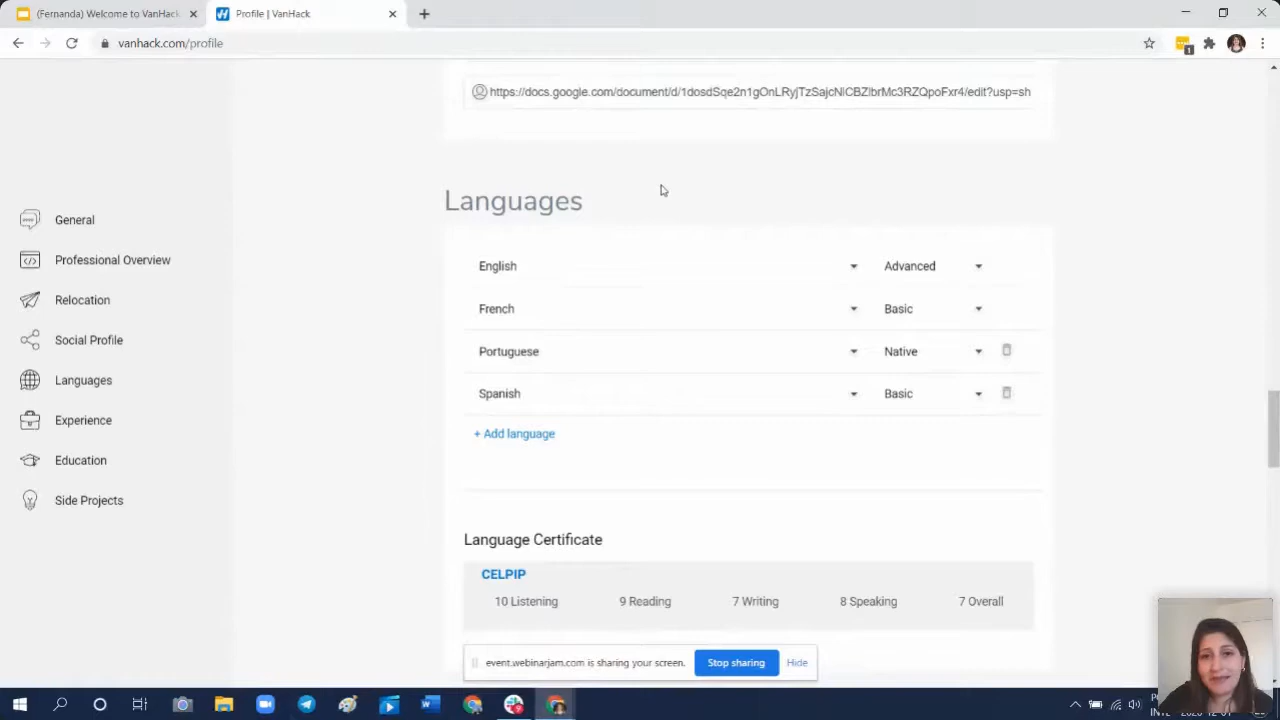 (Fernanda) Welcome to VanHack
Profile | VanHack
vanhack.com/profile
1
https://docs.google.com/document/d/1dosdSqe2n1gOnLRyjTzSajcNlCBZlbrMc3RZQpoFxr4/edit?usp=sh
Languages
General
Professional Overview
Relocation
Social Profile
Languages
Experience
Education
Side Projects
English Advanced
French Basic
Portuguese Native
Spanish Basic
+ Add language
Language Certificate
CELPIP
10 Listening 9 Reading 7 Writing 8 Speaking 7 Overall
event.webinarjam.com is sharing your screen. Stop sharing Hide